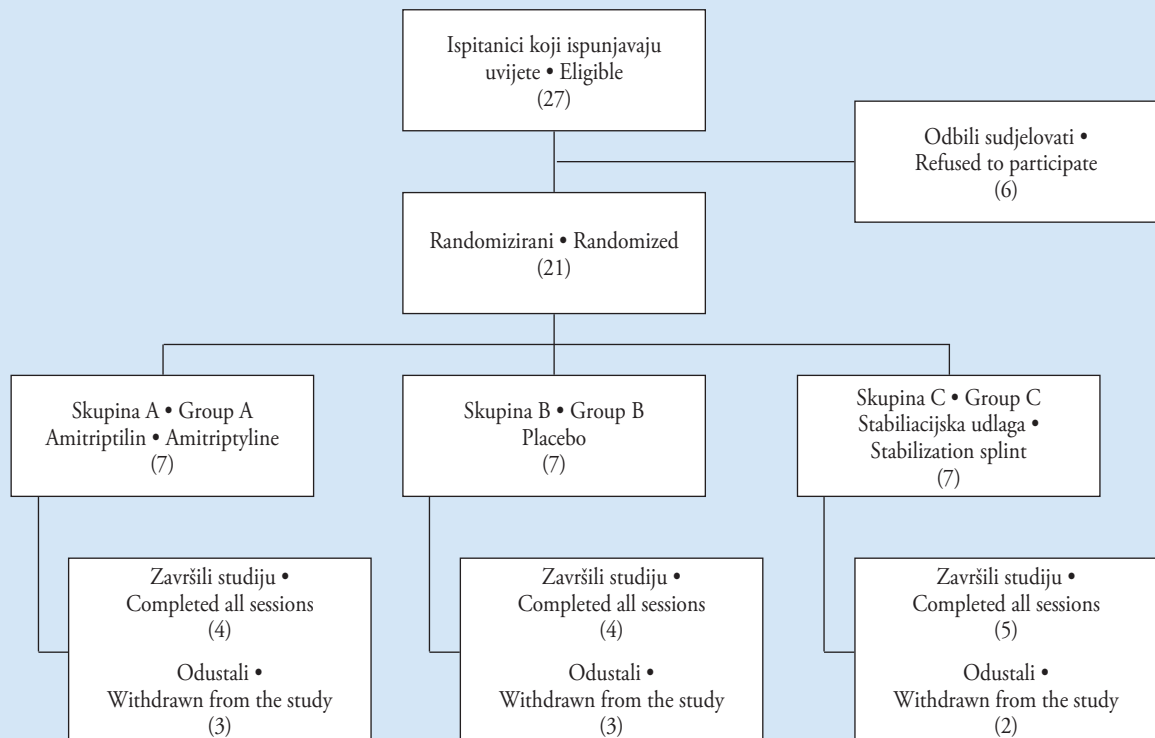 Ispitanici koji ispunjavaju
uvijete • Eligible
(27)
Odbili sudjelovati •
Refused to participate
(6)
Randomizirani • Randomized
(21)
Skupina A • Group A
Amitriptilin • Amitriptyline
(7)
Skupina B • Group B
Placebo
(7)
Skupina C • Group C
Stabiliacijska udlaga •
Stabilization splint
(7)
Završili studiju •
Completed all sessions
(4)
Odustali •
Withdrawn from the study
(3)
Završili studiju •
Completed all sessions
(4)
Odustali •
Withdrawn from the study
(3)
Završili studiju •
Completed all sessions
(5)
Odustali •
Withdrawn from the study
(2)